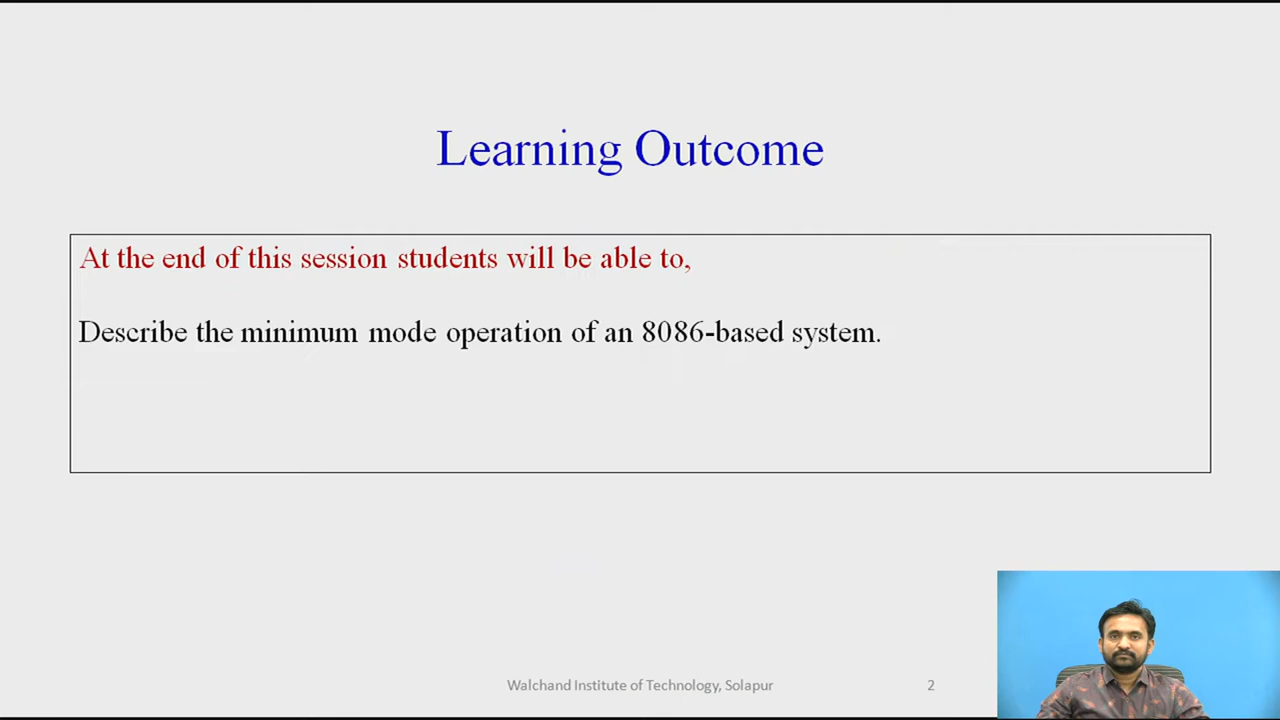 Learning Outcome
At the end of this session students will be able to,
Describe the minimum mode operation of an 8086-based system.
Walchand Institute of Technology, Solapur
2